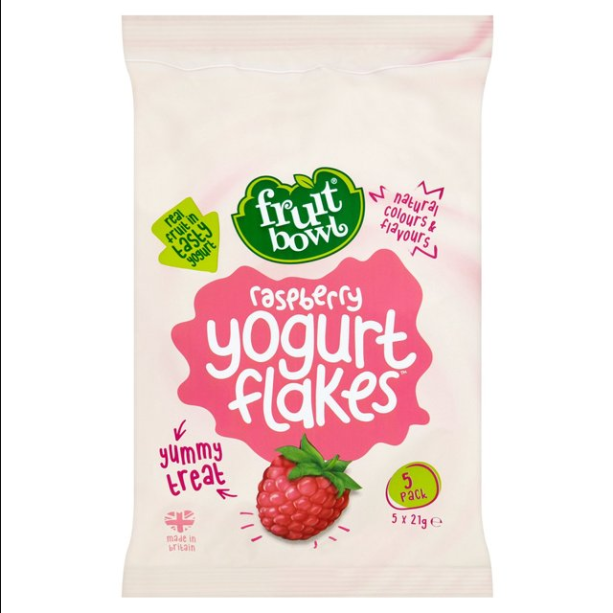 fruit
bowl®
real
fruit in
tasty
yogurt
natural
colours &
flavours
raspberry
yogurt
flakes™
yummy
treat
5
pack
5 x 21g ℮
made in
britain